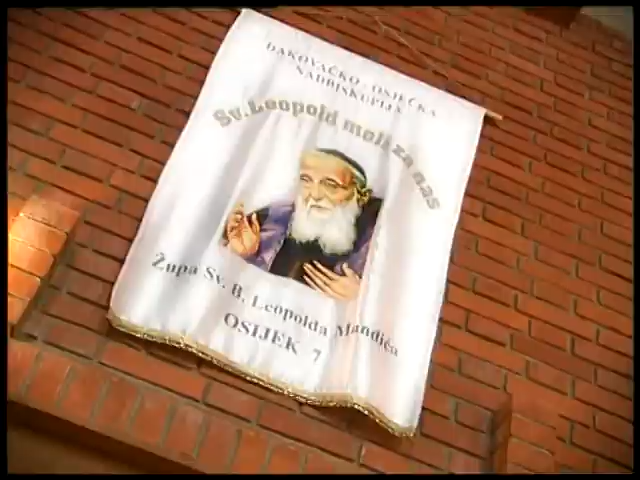 ĐAKOVAČKO - OSJEČKA
NADBISKUPIJA
Sv. Leopold moli za nas
Župa Sv. B. Leopolda Mandića
OSIJEK 7